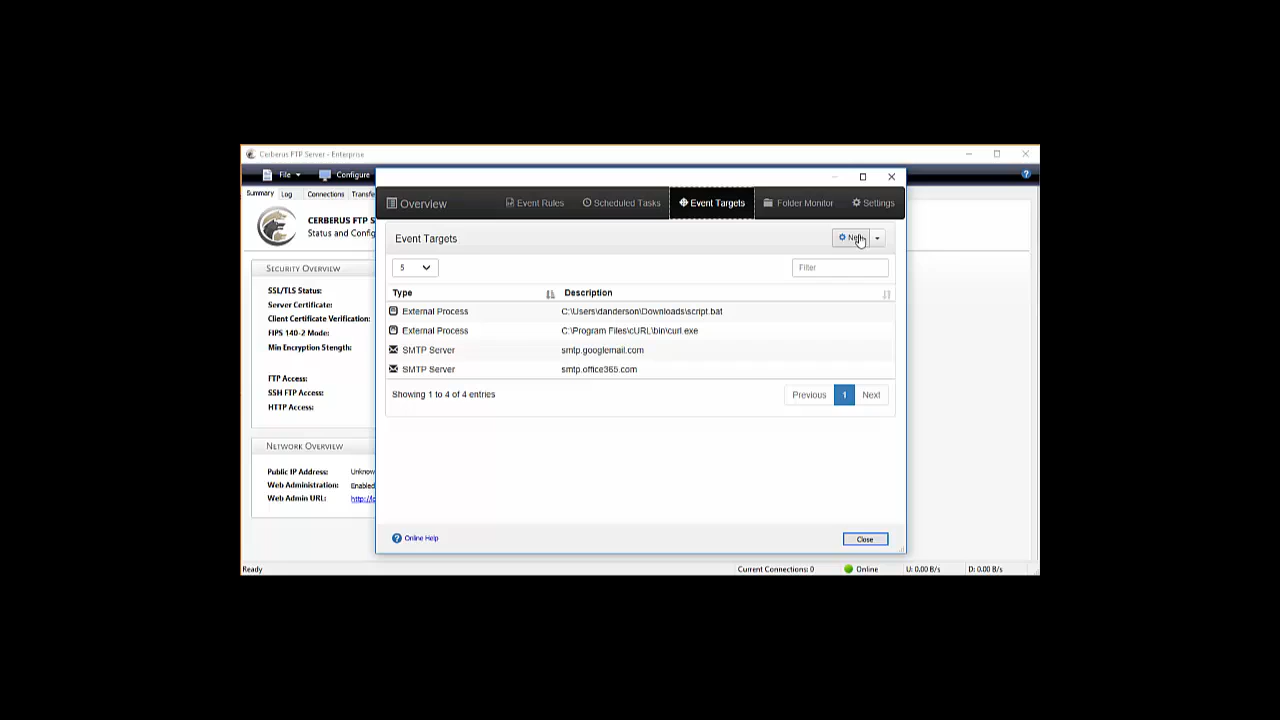 Cerberus FTP Server - Enterprise
File
Configure
Summary Log Connections
CERBERUS FTP S
Status and Config
SECURITY OVERVIEW
SSL/TLS Status:
Server Certificate:
Client Certificate Verification:
FIPS 140-2 Mode:
Min Encryption Stength:
FTP Access:
SSH FTP Access:
HTTP Access:
NETWORK OVERVIEW
Public IP Address: Unknow
Web Administration: Enabled
Web Admin URL: http://
Overview Event Rules Scheduled Tasks Event Targets Folder Monitor Settings
Event Targets
5 Filter
Type Description
External Process C:\Users\danderson\Downloads\script.bat
External Process C:\Program Files\cURL\bin\curl.exe
SMTP Server smtp.googlemail.com
SMTP Server smtp.office365.com
Showing 1 to 4 of 4 entries Previous 1 Next
Online Help Close
Ready Current Connections: 0 Online U: 0.00 B/s D: 0.00 B/s